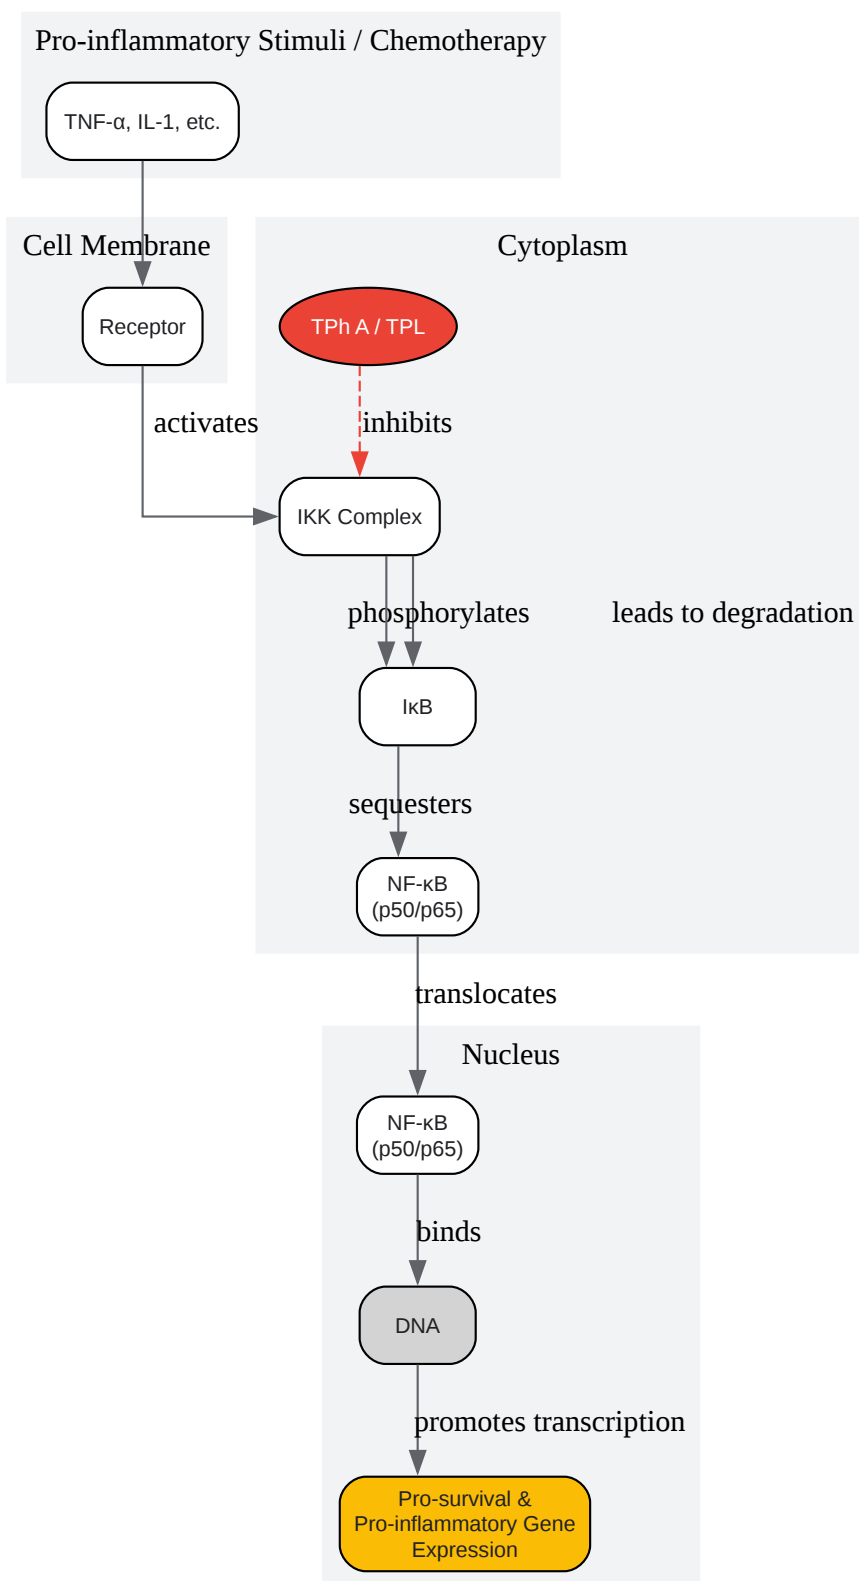 Pro-inflammatory Stimuli / Chemotherapy
TNF-α, IL-1, etc.
Cell Membrane
Cytoplasm
Receptor
TPh A / TPL
activates
inhibits
IKK Complex
phosphorylates
leads to degradation
IκB
sequesters
NF-κB
(p50/p65)
translocates
Nucleus
NF-κB
(p50/p65)
binds
DNA
promotes transcription
Pro-survival &
Pro-inflammatory Gene
Expression